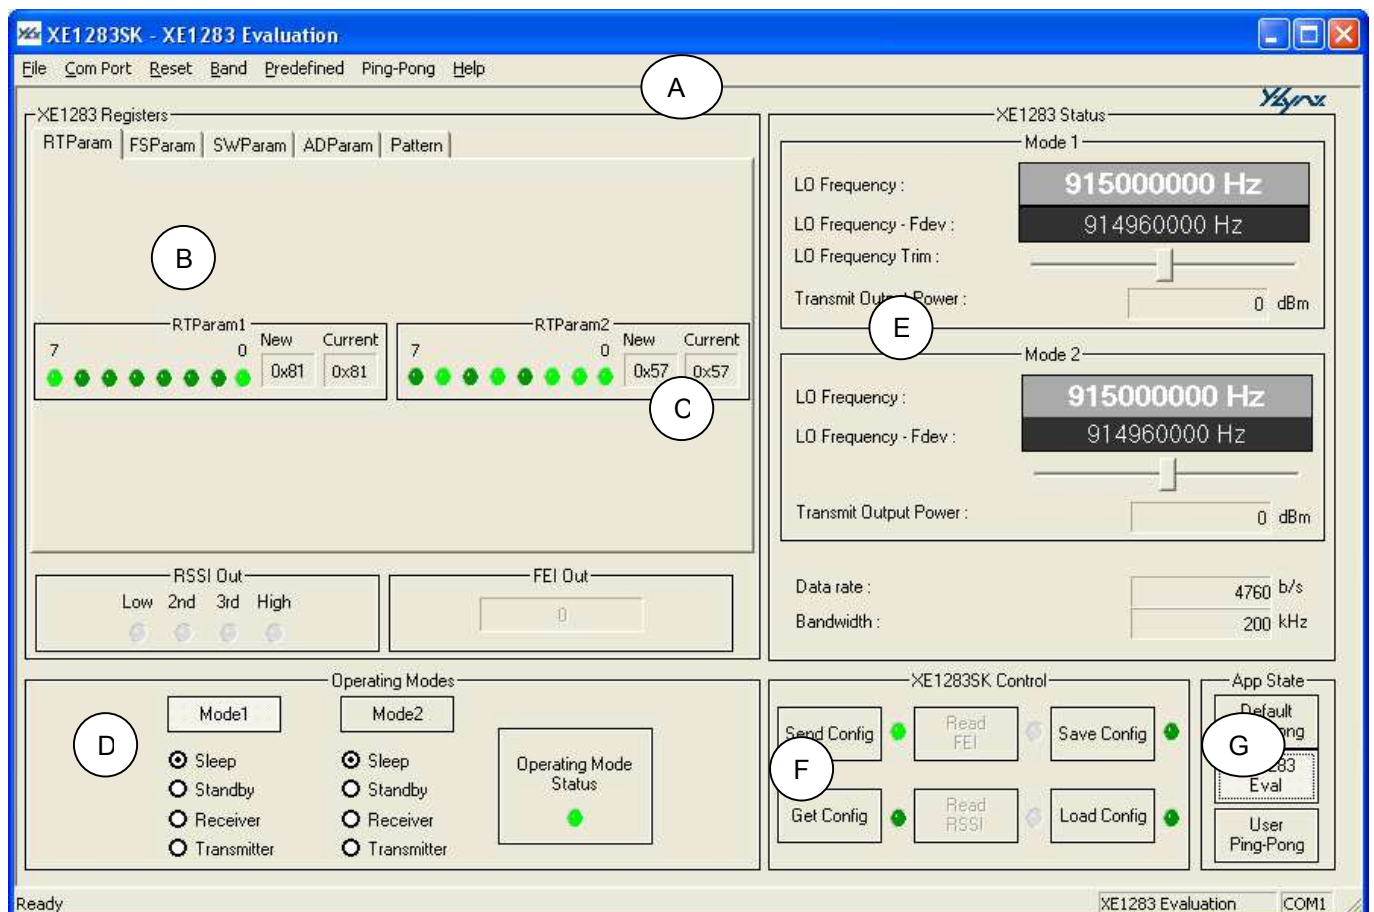 XE1283SK - XE1283 Evaluation
File Com Port Reset Band Predefined Ping-Pong Help
A
XLynx
XE1283 Registers
RTParam FSParam SWParam ADParam Pattern
B
RTParam1
7 0 New Current
0x81 0x81
RTParam2
7 0 New Current
0x57 0x57
C
RSSI Out
Low 2nd 3rd High
FEI Out
0
XE1283 Status
Mode 1
LO Frequency : 915000000 Hz
LO Frequency - Fdev : 914960000 Hz
LO Frequency Trim :
Transmit Output Power : 0 dBm
E
Mode 2
LO Frequency : 915000000 Hz
LO Frequency - Fdev : 914960000 Hz
Transmit Output Power : 0 dBm
Data rate : 4760 b/s
Bandwidth : 200 kHz
Operating Modes
D
Mode1 Mode2
Sleep Sleep
Standby Standby
Receiver Receiver
Transmitter Transmitter
Operating Mode
Status
XE1283SK Control
Send Config Read FEI Save Config
F
Get Config Read RSSI Load Config
App State
Default
G
Eval
User
Ping-Pong
Ready XE1283 Evaluation COM1